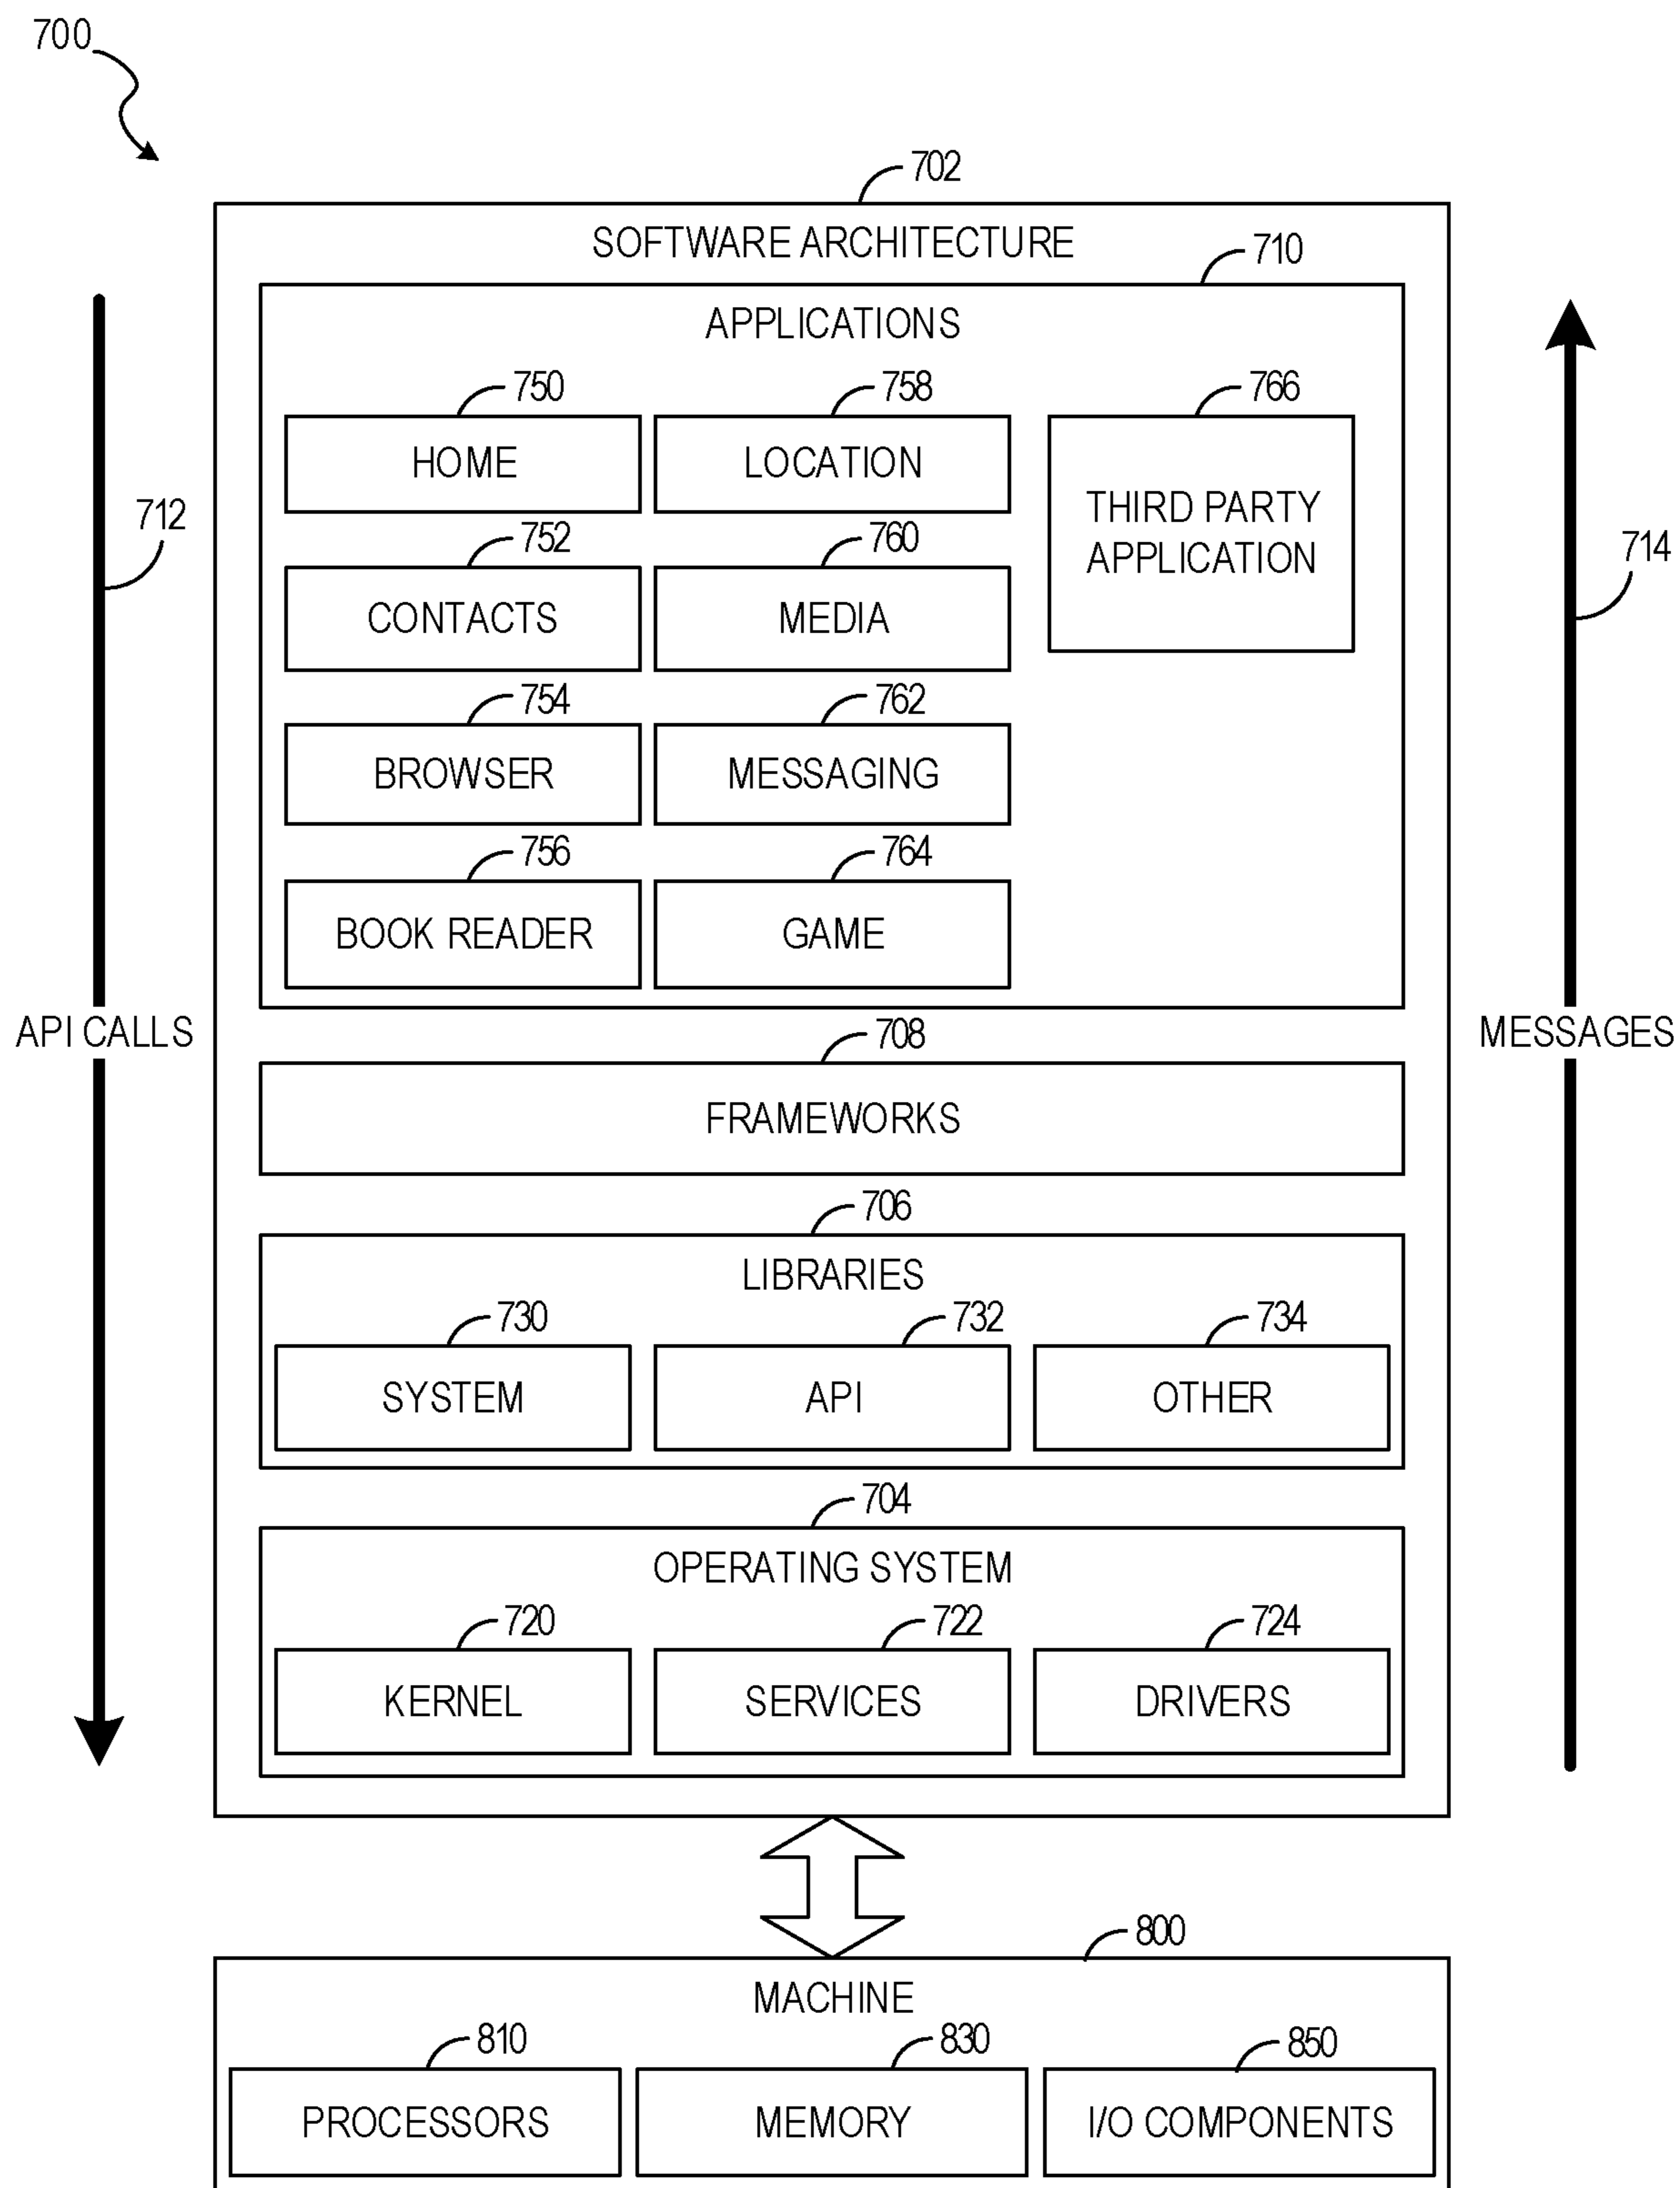 700
702
SOFTWARE ARCHITECTURE
710
APPLICATIONS
750
758
766
HOME
LOCATION
THIRD PARTY
APPLICATION
712
714
752
760
CONTACTS
MEDIA
754
762
BROWSER
MESSAGING
756
764
BOOK READER
GAME
API CALLS
MESSAGES
708
FRAMEWORKS
706
LIBRARIES
730
732
734
SYSTEM
API
OTHER
704
OPERATING SYSTEM
720
722
724
KERNEL
SERVICES
DRIVERS
800
MACHINE
810
830
850
PROCESSORS
MEMORY
I/O COMPONENTS